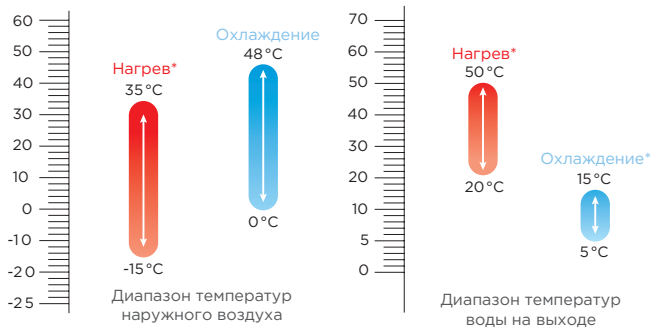 60
50
40
30
20
10
0
-10
-20
-25
Нагрев*
35°C
-15°C
Охлаждение
48°C
0°C
Диапазон температур
наружного воздуха
70
60
50
40
30
20
10
5
0
Нагрев*
50°C
20°C
Охлаждение*
15°C
5°C
Диапазон температур
воды на выходе